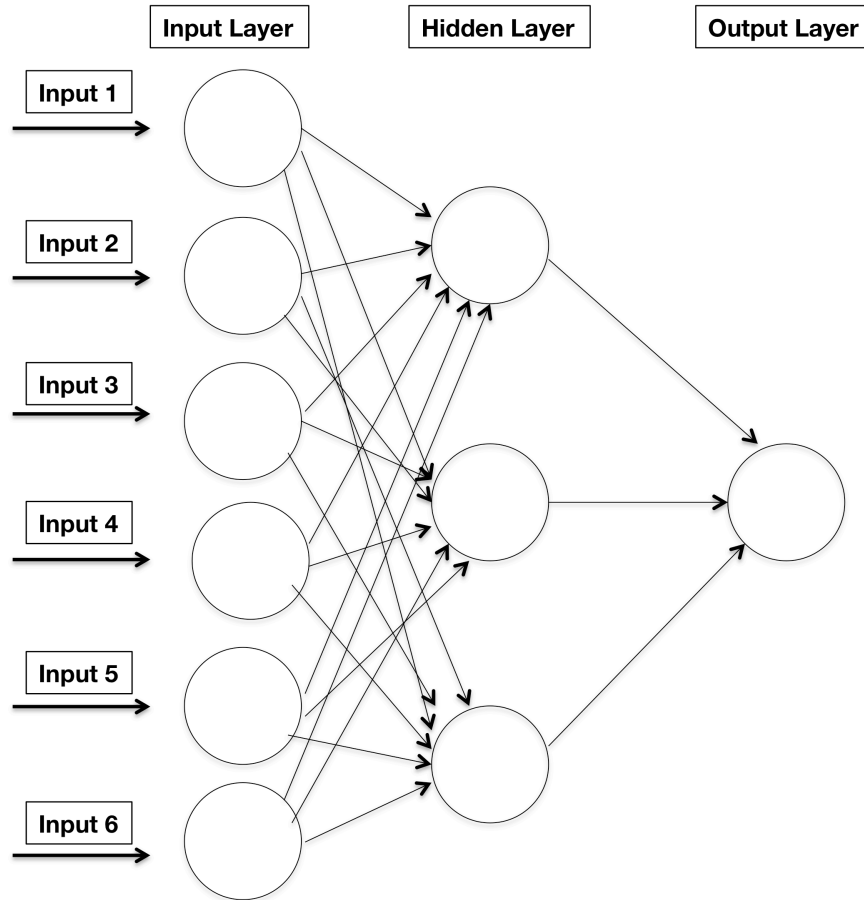 Input Layer
Hidden Layer
Output Layer
Input 1
Input 2
Input 3
Input 4
Input 5
Input 6